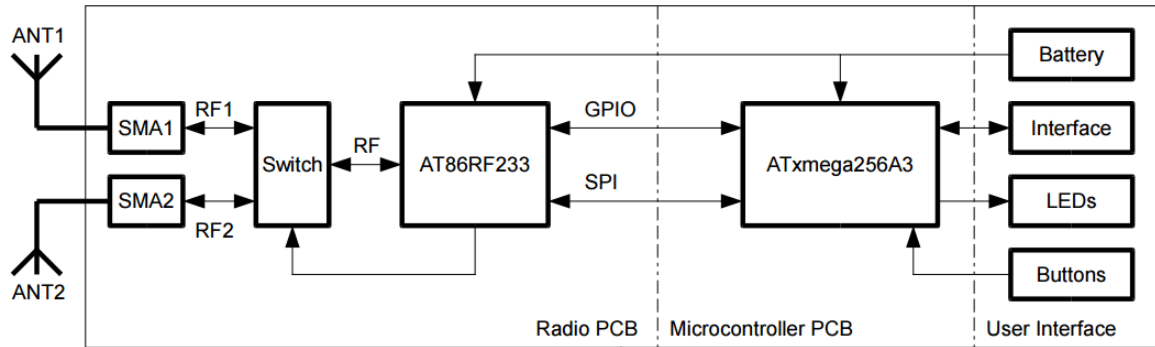 ANT1
Battery
SMA1
RF1
Switch
RF
AT86RF233
GPIO
ATxmega256A3
Interface
SMA2
RF2
SPI
LEDs
ANT2
Buttons
Radio PCB
Microcontroller PCB
User Interface